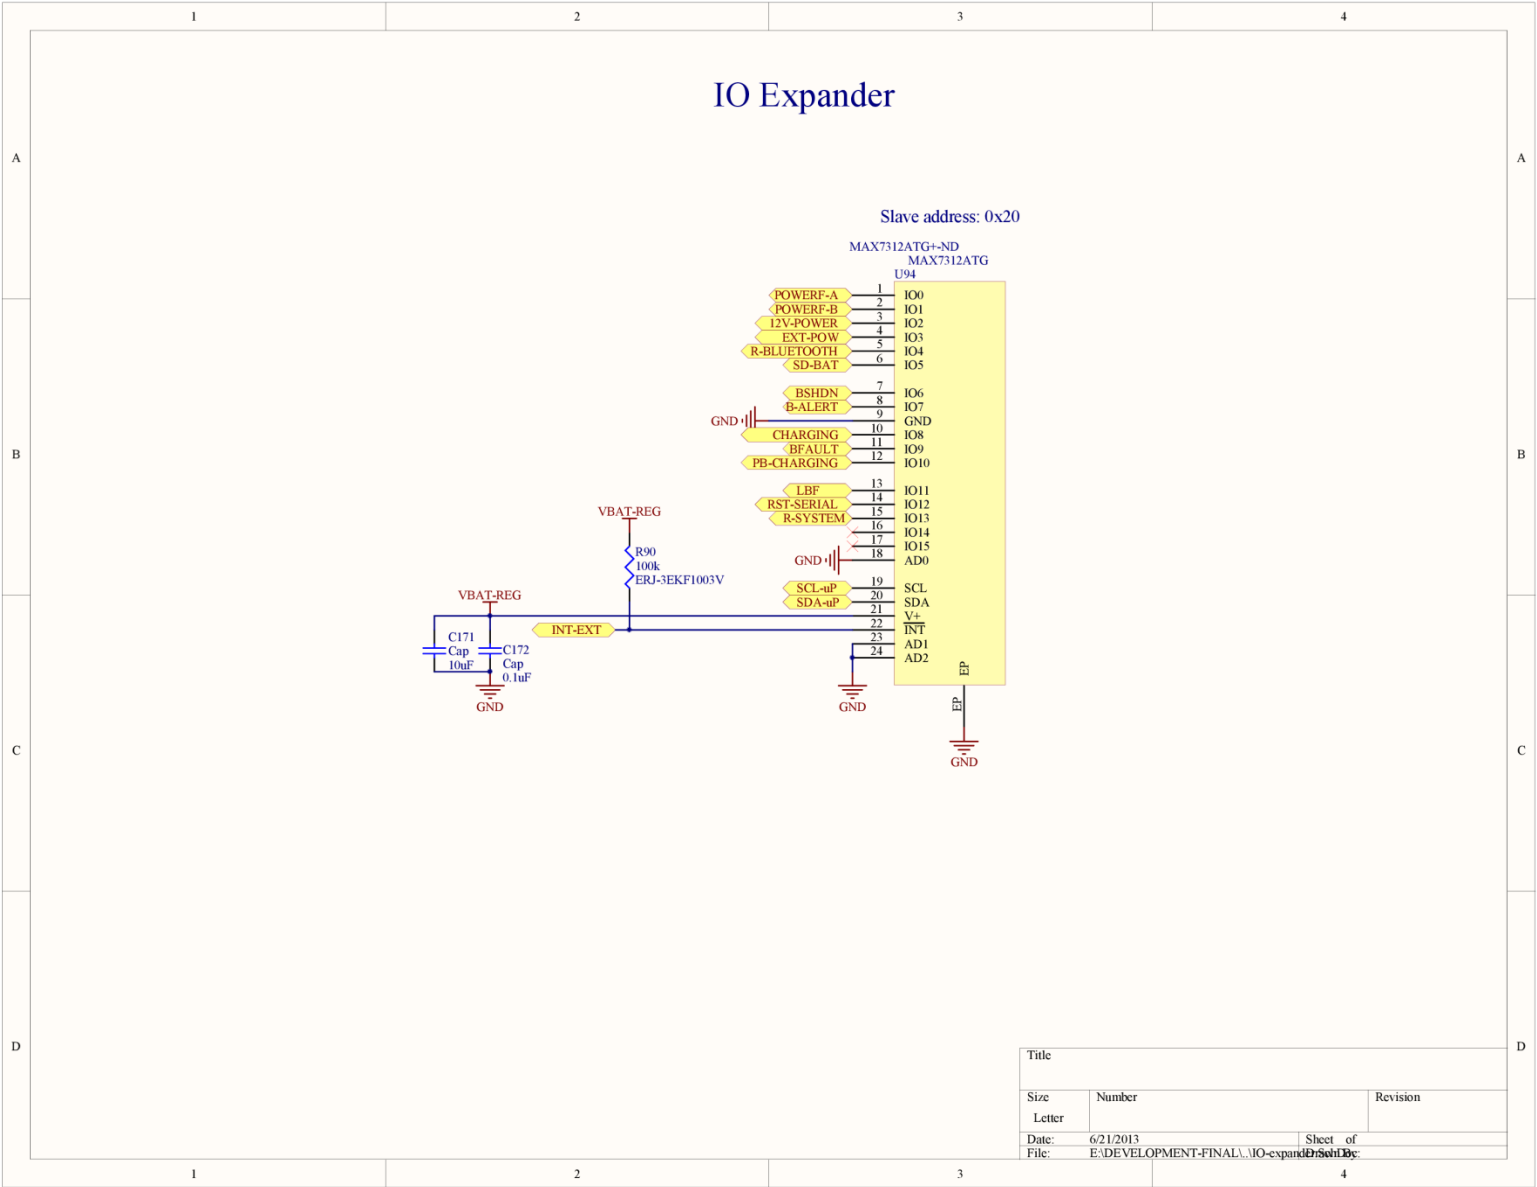 1 2 3 4
IO Expander
A A
Slave address: 0x20
MAX7312ATG+-ND
MAX7312ATG
U94
POWERF-A 1 IO0
POWERF-B 2 IO1
12V-POWER 3 IO2
EXT-POW 4 IO3
R-BLUETOOTH 5 IO4
SD-BAT 6 IO5
BSHDN 7 IO6
B-ALERT 8 IO7
GND 9 GND
CHARGING 10 IO8
BFAULT 11 IO9
B B
PB-CHARGING 12 IO10
LBF 13 IO11
RST-SERIAL 14 IO12
VBAT-REG
R-SYSTEM 15 IO13
16 IO14
17 IO15
R90
GND 18 AD0
100k
ERJ-3EKF1003V
SCL-uP 19 SCL
VBAT-REG
SDA-uP 20 SDA
21 V+
INT-EXT 22 INT
C171
23 AD1
Cap
C172
24 AD2
10uF
Cap
0.1uF
EP
EP
GND
GND
C C
GND
D D
Title
Size Number Revision
Letter
Date: 6/21/2013 Sheet of
File: E:\DEVELOPMENT-FINAL\..\IO-expander.SchDoc Drawn By:
1 2 3 4